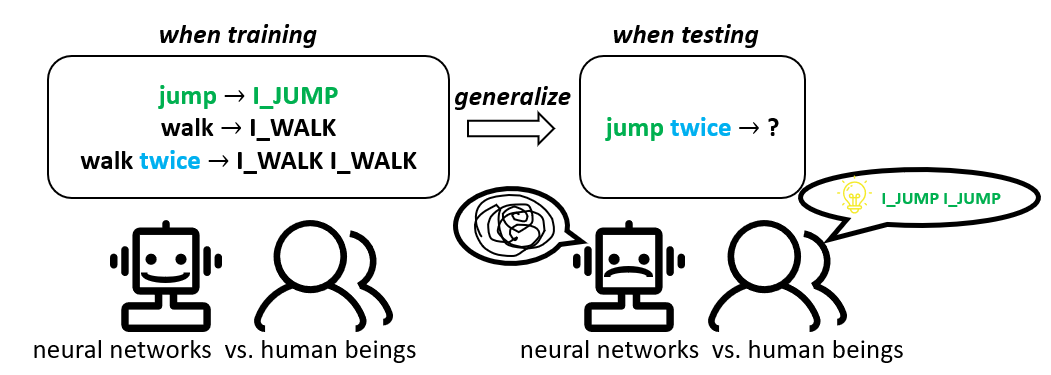 when training
jump → I_JUMP
walk → I_WALK
walk twice → I_WALK I_WALK
generalize
when testing
jump twice → ?
I_JUMP I_JUMP
neural networks vs. human beings
neural networks vs. human beings